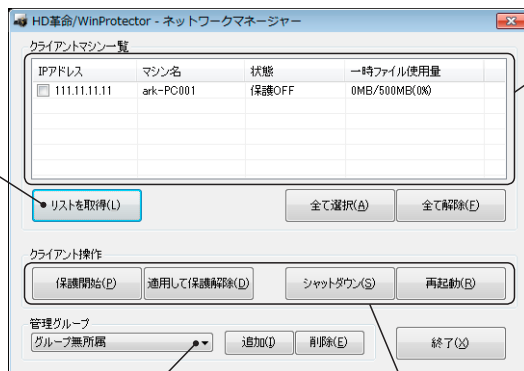 HD革命/WinProtector - ネットワークマネージャー
クライアントマシン一覧
IPアドレス マシン名 状態 一時ファイル使用量
111.11.11.11 ark-PC001 保護OFF 0MB/500MB(0%)
リストを取得(L) 全て選択(A) 全て解除(F)
クライアント操作
保護開始(P) 適用して保護解除(D) シャットダウン(S) 再起動(R)
管理グループ
グループ無所属 追加(I) 削除(E) 終了(X)